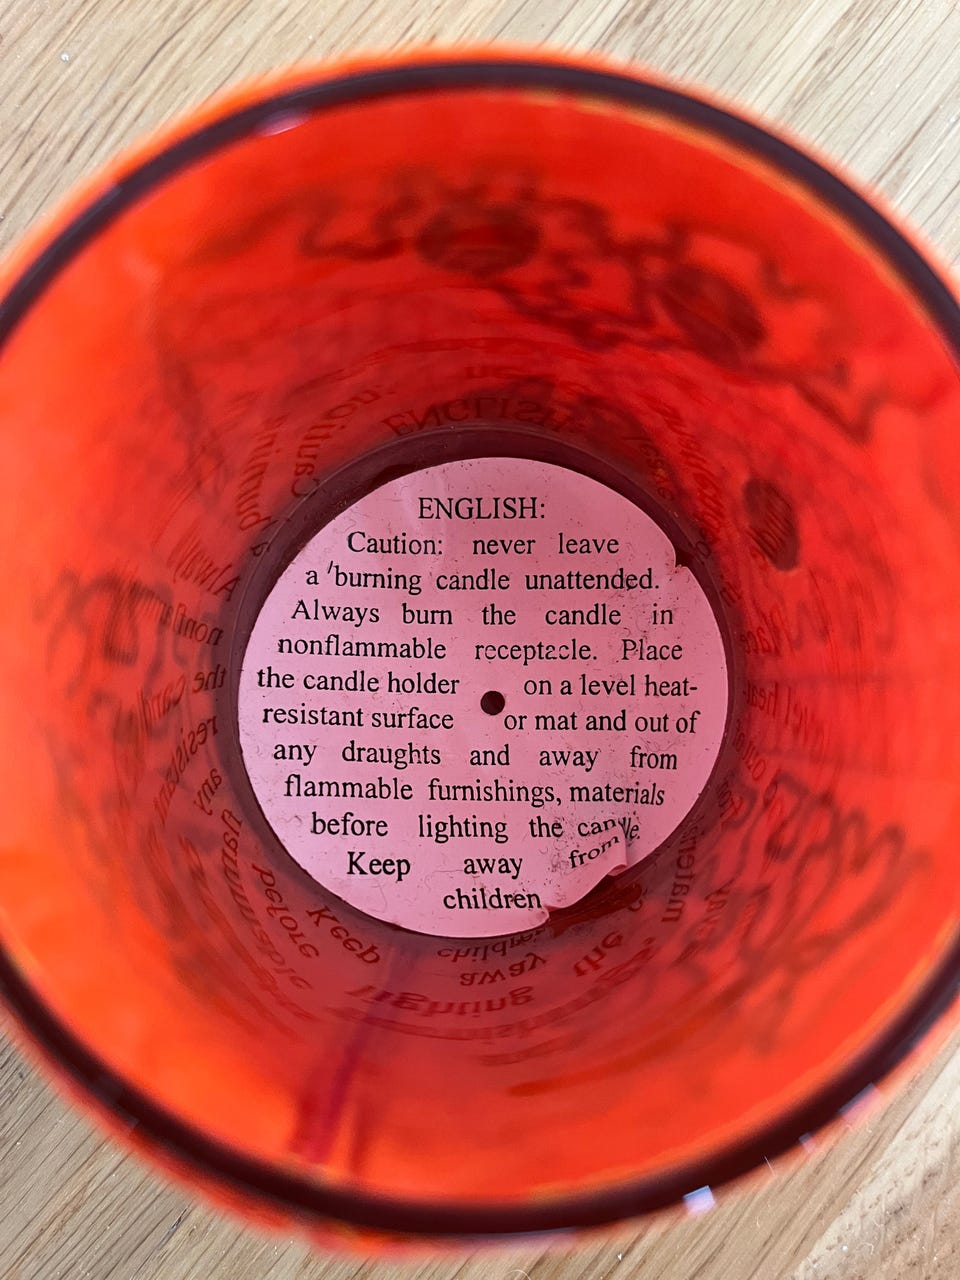 ENGLISH:
Caution: never leave
a burning candle unattended.
Always burn the candle in
nonflammable receptacle. Place
the candle holder on a level heat-
resistant surface or mat and out of
any draughts and away from
flammable furnishings, materials
before lighting the candle.
Keep away from
children